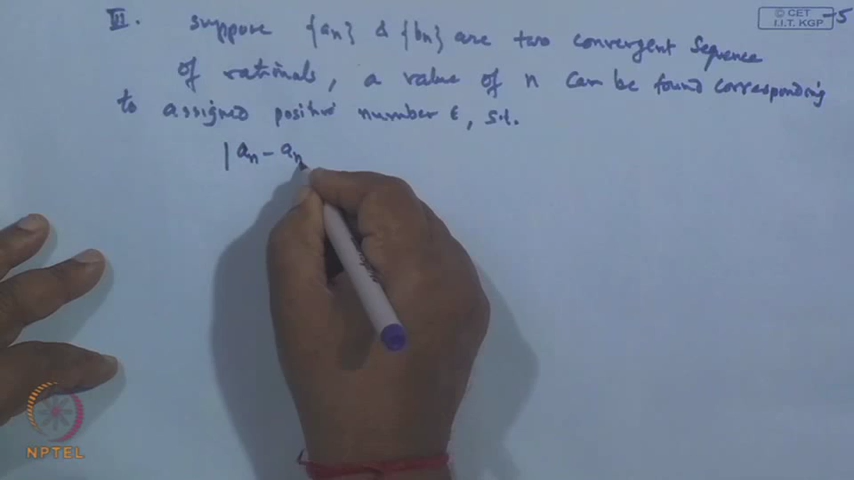 III. suppose {an} & {bn} are two convergent sequence
of rationals, a value of n can be found corresponding
to assigned positive number ε, s.t.
|an - an
© CET
I.I.T. KGP
-5
NPTEL